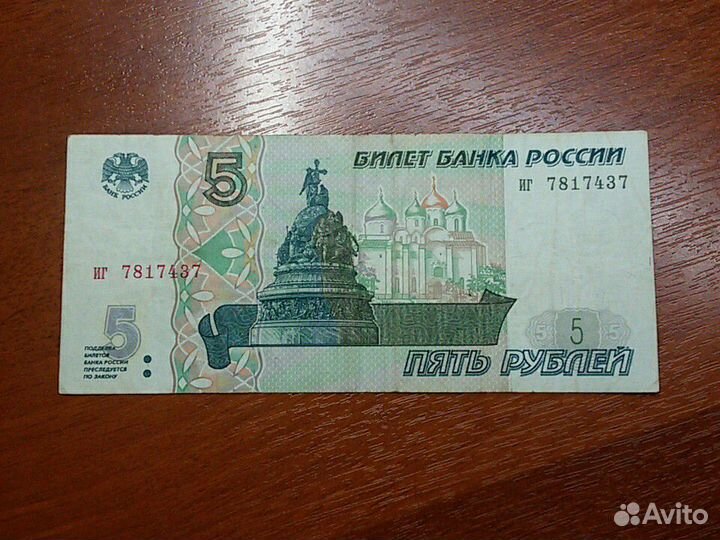 БИЛЕТ БАНКА РОССИИ
5
иг 7817437
БАНК РОССИИ
иг 7817437
5
5 5 5
ПЯТЬ РУБЛЕЙ
ПОДДЕЛКА
БИЛЕТОВ
БАНКА РОССИИ
ПРЕСЛЕДУЕТСЯ
ПО ЗАКОНУ
Avito